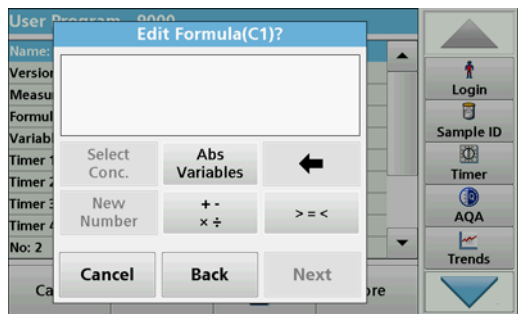 User Program 9000
Edit Formula(C1)?
Name:
Version
Measu
Formul
Variabl
Timer 1
Timer 2
Timer 3
Timer 4
No: 2
Select
Conc.
Abs
Variables
New
Number
+ -
× ÷
> = <
Cancel
Back
Next
Ca
ore
Login
Sample ID
Timer
AQA
Trends